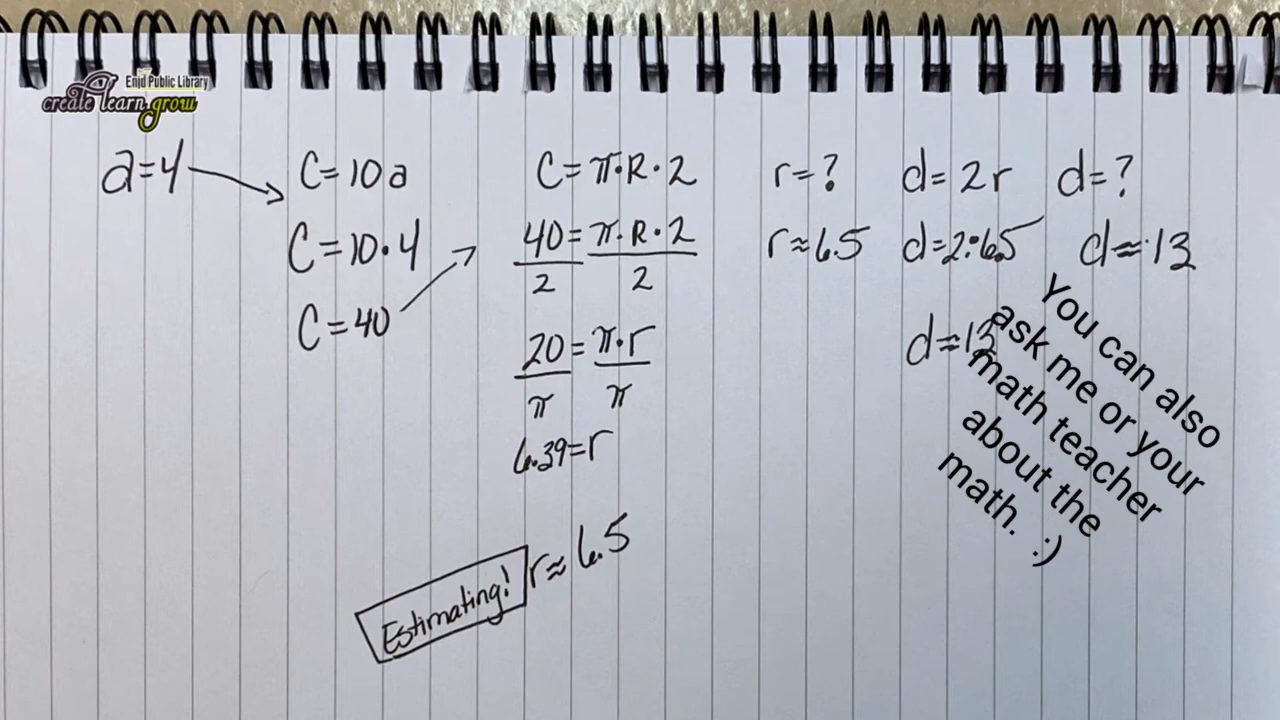 Enid Public Library
create learn grow
a=4
C=10a
C=10·4
C=40
C=π·R·2
40=π·R·2
2 2
20=π·r
π π
6.39=r
Estimating! r≈6.5
r=?
r≈6.5
d=2r
d=2·6.5
d≈13
d=?
d≈13
You can also
ask me or your
math teacher
about the
math. :)